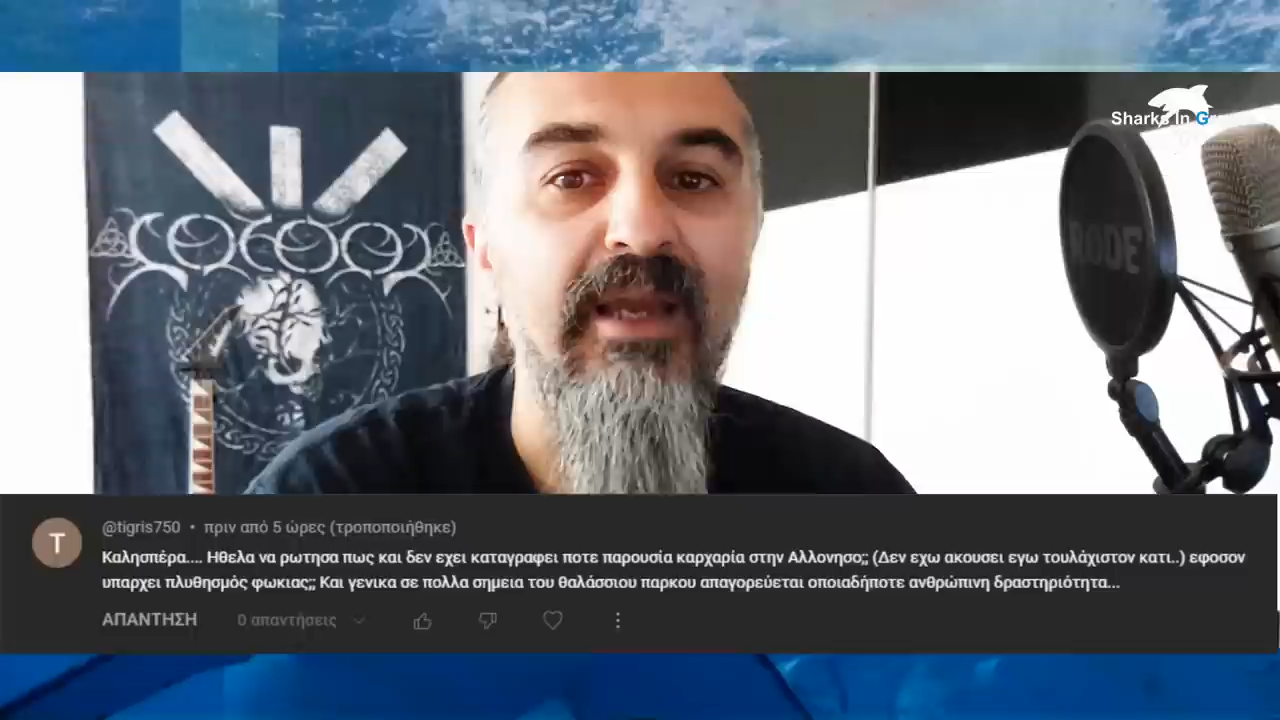 Sharks In
RODE
T
@tigris750 • πριν από 5 ώρες (τροποποιήθηκε)
Καλησπέρα.... Ηθελα να ρωτησα πως και δεν εχει καταγραφει ποτε παρουσία καρχαρία στην Αλλονησο;; (Δεν εχω ακουσει εγω τουλάχιστον κατι..) εφοσον
υπαρχει πλυθησμός φωκιας;; Και γενικα σε πολλα σημεια του θαλάσσιου παρκου απαγορεύεται οποιαδήποτε ανθρώπινη δραστηριότητα...
ΑΠΑΝΤΗΣΗ 0 απαντήσεις